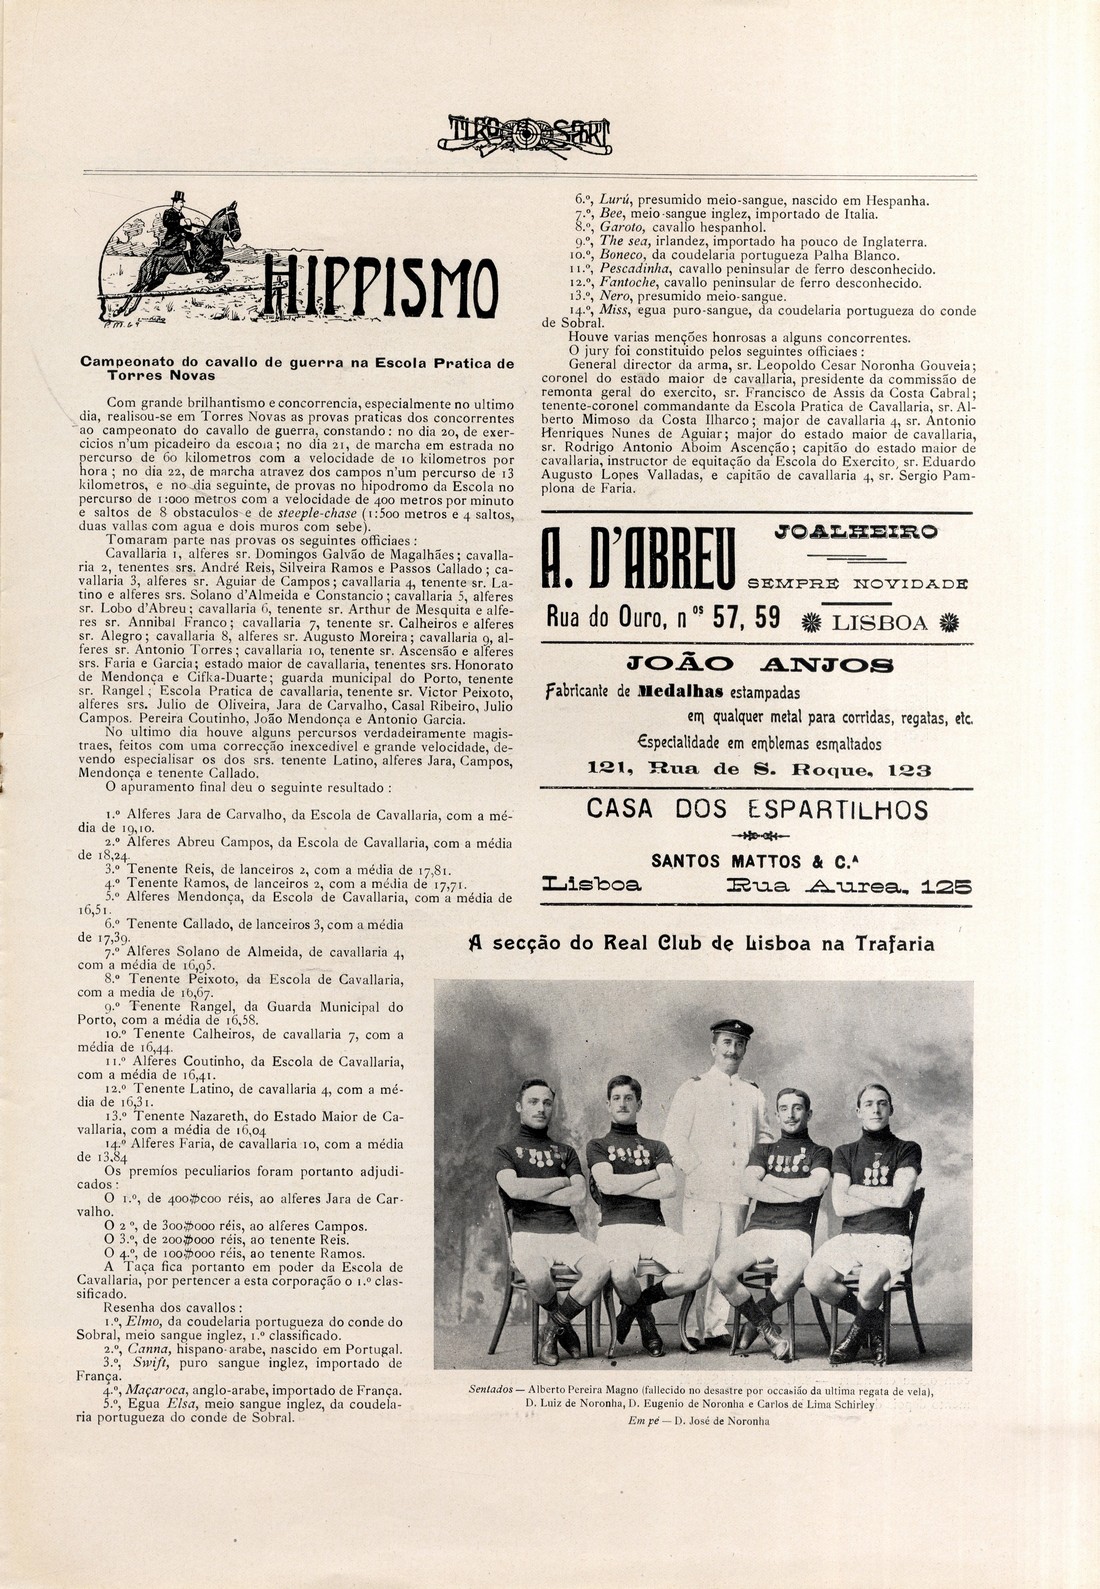 TIRO E SPORT
HIPPISMO
Campeonato do cavallo de guerra na Escola Pratica de
Torres Novas
Com grande brilhantismo e concorrencia, especialmente no ultimo
dia, realisou-se em Torres Novas as provas praticas dos concorrentes
ao campeonato do cavallo de guerra, constando: no dia 20, de exer-
cicios n'um picadeiro da escola; no dia 21, de marcha em estrada no
percurso de 60 kilometros com a velocidade de 10 kilometros por
hora; no dia 22, de marcha atravez dos campos n'um percurso de 13
kilometros, e no dia seguinte, de provas no hipodromo da Escola no
percurso de 1:000 metros com a velocidade de 400 metros por minuto
e saltos de 8 obstaculos e de steeple-chase (1:500 metros e 4 saltos,
duas vallas com agua e dois muros com sebe).
Tomaram parte nas provas os seguintes officiaes:
Cavallaria 1, alferes sr. Domingos Galvão de Magalhães; cavalla-
ria 2, tenentes srs. André Reis, Silveira Ramos e Passos Callado; ca-
vallaria 3, alferes sr. Aguiar de Campos; cavallaria 4, tenente sr. La-
tino e alferes srs. Solano d'Almeida e Constancio; cavallaria 5, alferes
sr. Lobo d'Abreu; cavallaria 6, tenente sr. Arthur de Mesquita e alfe-
res sr. Annibal Franco; cavallaria 7, tenente sr. Calheiros e alferes
sr. Alegro; cavallaria 8, alferes sr. Augusto Moreira; cavallaria 9, al-
feres sr. Antonio Torres; cavallaria 10, tenente sr. Ascensão e alferes
srs. Faria e Garcia; estado maior de cavallaria, tenentes srs. Honorato
de Mendonça e Cifka-Duarte; guarda municipal do Porto, tenente
sr. Rangel; Escola Pratica de cavallaria, tenente sr. Victor Peixoto,
alferes srs. Julio de Oliveira, Jara de Carvalho, Casal Ribeiro, Julio
Campos. Pereira Coutinho, João Mendonça e Antonio Garcia.
No ultimo dia houve alguns percursos verdadeiramente magis-
traes, feitos com uma correcção inexcedivel e grande velocidade, de-
vendo especialisar os dos srs. tenente Latino, alferes Jara, Campos,
Mendonça e tenente Callado.
O apuramento final deu o seguinte resultado:
1.º Alferes Jara de Carvalho, da Escola de Cavallaria, com a mé-
dia de 19,10.
2.º Alferes Abreu Campos, da Escola de Cavallaria, com a média
de 18,24.
3.º Tenente Reis, de lanceiros 2, com a média de 17,81.
4.º Tenente Ramos, de lanceiros 2, com a média de 17,71.
5.º Alferes Mendonça, da Escola de Cavallaria, com a média de
16,51.
6.º Tenente Callado, de lanceiros 3, com a média
de 17,39.
7.º Alferes Solano de Almeida, de cavallaria 4,
com a média de 16,95.
8.º Tenente Peixoto, da Escola de Cavallaria,
com a media de 16,67.
9.º Tenente Rangel, da Guarda Municipal do
Porto, com a média de 16,58.
10.º Tenente Calheiros, de cavallaria 7, com a
média de 16,44.
11.º Alferes Coutinho, da Escola de Cavallaria,
com a média de 16,41.
12.º Tenente Latino, de cavallaria 4, com a mé-
dia de 16,31.
13.º Tenente Nazareth, do Estado Maior de Ca-
vallaria, com a média de 16,04
14.º Alferes Faria, de cavallaria 10, com a média
de 13,84
Os premíos peculiarios foram portanto adjudi-
cados:
O 1.º, de 400$000 réis, ao alferes Jara de Car-
valho.
O 2º, de 300$000 réis, ao alferes Campos.
O 3.º, de 200$000 réis, ao tenente Reis.
O 4.º, de 100$000 réis, ao tenente Ramos.
A Taça fica portanto em poder da Escola de
Cavallaria, por pertencer a esta corporação o 1.º clas-
sificado.
Resenha dos cavallos:
1.º, Elmo, da coudelaria portugueza do conde do
Sobral, meio sangue inglez, 1.º classificado.
2.º, Canna, hispano-arabe, nascido em Portugal.
3.º, Swift, puro sangue inglez, importado de
França.
4.º, Maçaroca, anglo-arabe, importado de França.
5.º, Egua Elsa, meio sangue inglez, da coudela-
ria portugueza do conde de Sobral.
6.º, Lurú, presumido meio-sangue, nascido em Hespanha.
7.º, Bee, meio-sangue inglez, importado de Italia.
8.º, Garoto, cavallo hespanhol.
9.º, The sea, irlandez, importado ha pouco de Inglaterra.
10.º, Boneco, da coudelaria portugueza Palha Blanco.
11.º, Pescadinha, cavallo peninsular de ferro desconhecido.
12.º, Fantoche, cavallo peninsular de ferro desconhecido.
13.º, Nero, presumido meio-sangue.
14.º, Miss, egua puro-sangue, da coudelaria portugueza do conde
de Sobral.
Houve varias menções honrosas a alguns concorrentes.
O jury foi constituido pelos seguintes officiaes:
General director da arma, sr. Leopoldo Cesar Noronha Gouveia;
coronel do estado maior de cavallaria, presidente da commissão de
remonta geral do exercito, sr. Francisco de Assis da Costa Cabral;
tenente-coronel commandante da Escola Pratica de Cavallaria, sr. Al-
berto Mimoso da Costa Ilharco; major de cavallaria 4, sr. Antonio
Henriques Nunes de Aguiar; major do estado maior de cavallaria,
sr. Rodrigo Antonio Aboim Ascenção; capitão do estado maior de
cavallaria, instructor de equitação da Escola do Exercito, sr. Eduardo
Augusto Lopes Valladas, e capitão de cavallaria 4, sr. Sergio Pam-
plona de Faria.
A. D'ABREU
JOALHEIRO
SEMPRE NOVIDADE
Rua do Ouro, nos 57, 59
LISBOA
JOÃO ANJOS
Fabricante de Medalhas estampadas
em qualquer metal para corridas, regatas, etc.
Especialidade em emblemas esmaltados
121, Rua de S. Roque, 123
CASA DOS ESPARTILHOS
SANTOS MATTOS & C.ª
Lisboa Rua Aurea, 125
A secção do Real Club de Lisboa na Trafaria
Sentados — Alberto Pereira Magno (fallecido no desastre por occasião da ultima regata de vela),
D. Luiz de Noronha, D. Eugenio de Noronha e Carlos de Lima Schirley
Em pé — D. José de Noronha